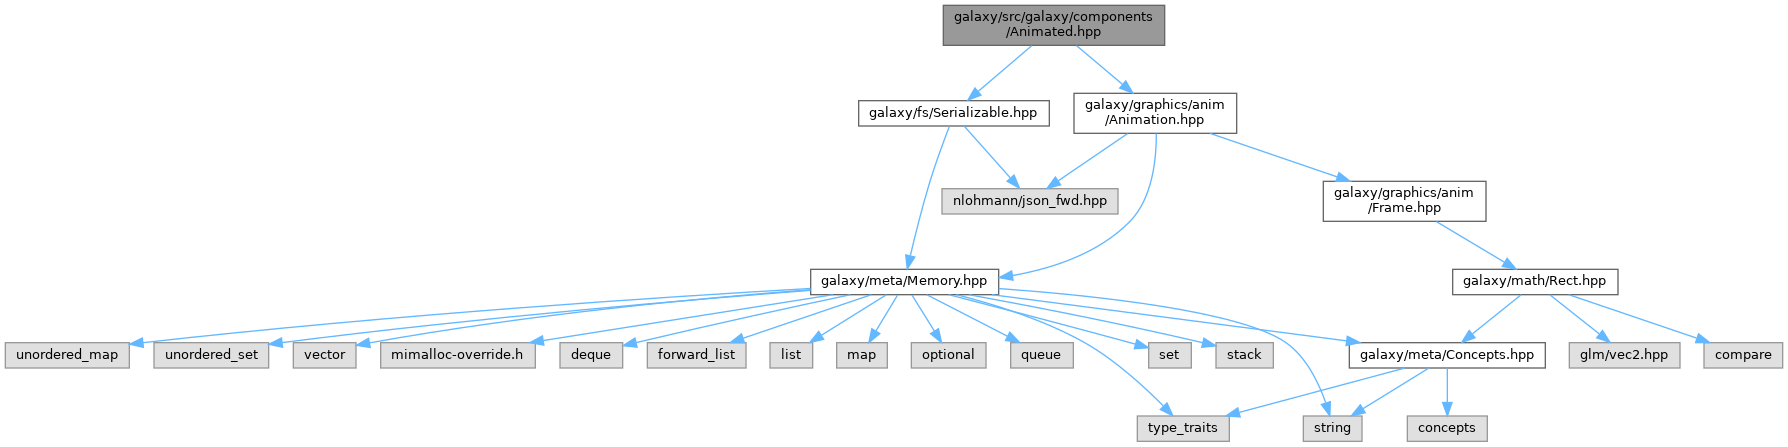 galaxy/src/galaxy/components
/Animated.hpp
galaxy/fs/Serializable.hpp
galaxy/graphics/anim
/Animation.hpp
nlohmann/json_fwd.hpp
galaxy/graphics/anim
/Frame.hpp
galaxy/meta/Memory.hpp
galaxy/math/Rect.hpp
unordered_map
unordered_set
vector
mimalloc-override.h
deque
forward_list
list
map
optional
queue
set
stack
galaxy/meta/Concepts.hpp
glm/vec2.hpp
compare
type_traits
string
concepts